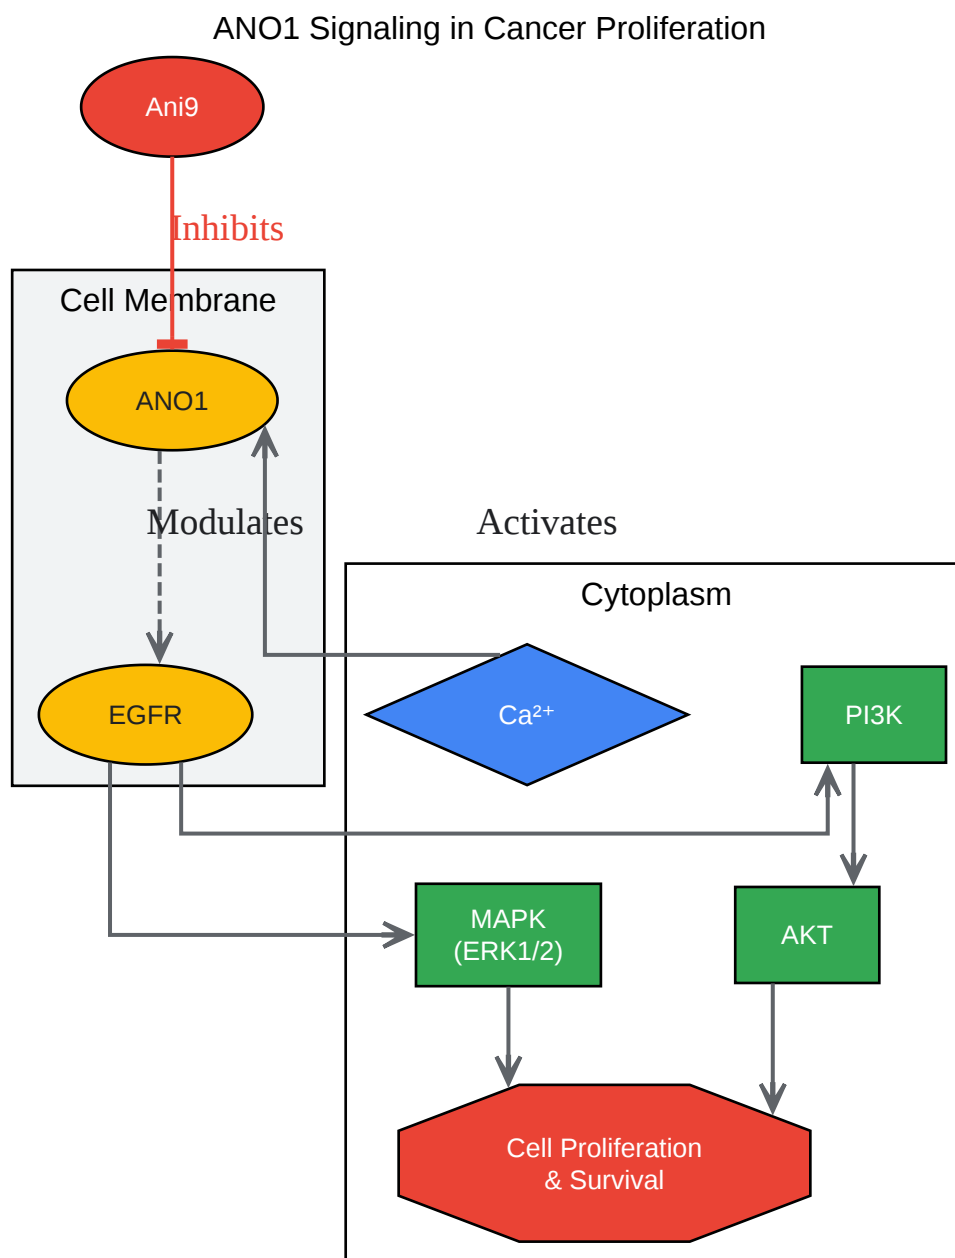 ANO1 Signaling in Cancer Proliferation
Ani9
Inhibits
Cell Membrane
ANO1
Modulates
Activates
Cytoplasm
EGFR
Ca²⁺
PI3K
MAPK
(ERK1/2)
AKT
Cell Proliferation
& Survival